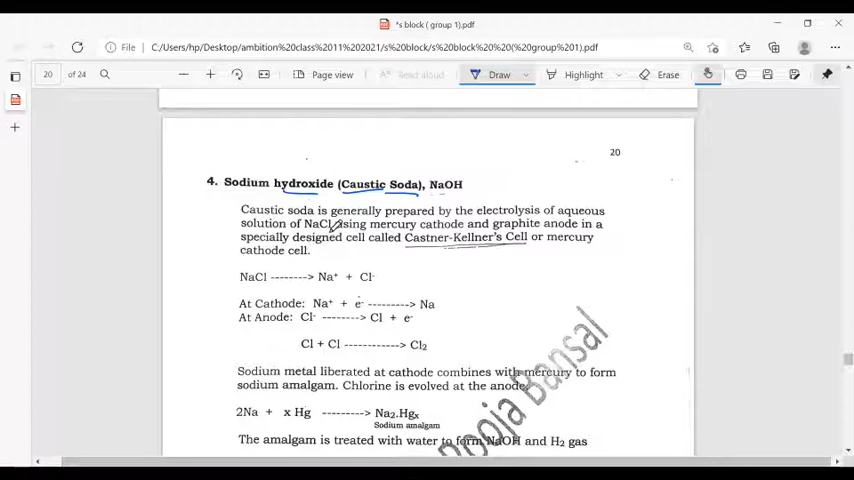 *s block ( group 1).pdf
File C:/Users/hp/Desktop/ambition%20class%2011%202021/s%20block/s%20block%20%20(%20group%201).pdf
20 of 24 Page view Read aloud Draw Highlight Erase
20
4. Sodium hydroxide (Caustic Soda), NaOH
Caustic soda is generally prepared by the electrolysis of aqueous
solution of NaCl using mercury cathode and graphite anode in a
specially designed cell called Castner-Kellner's Cell or mercury
cathode cell.
NaCl --------> Na⁺ + Cl⁻
At Cathode: Na⁺ + e⁻ ---------> Na
At Anode: Cl⁻ --------> Cl + e⁻
Cl + Cl ------------> Cl₂
Sodium metal liberated at cathode combines with mercury to form
sodium amalgam. Chlorine is evolved at the anode.
2Na + x Hg --------> Na₂.Hgₓ
Sodium amalgam
The amalgam is treated with water to form NaOH and H₂ gas
Pooja Bansal